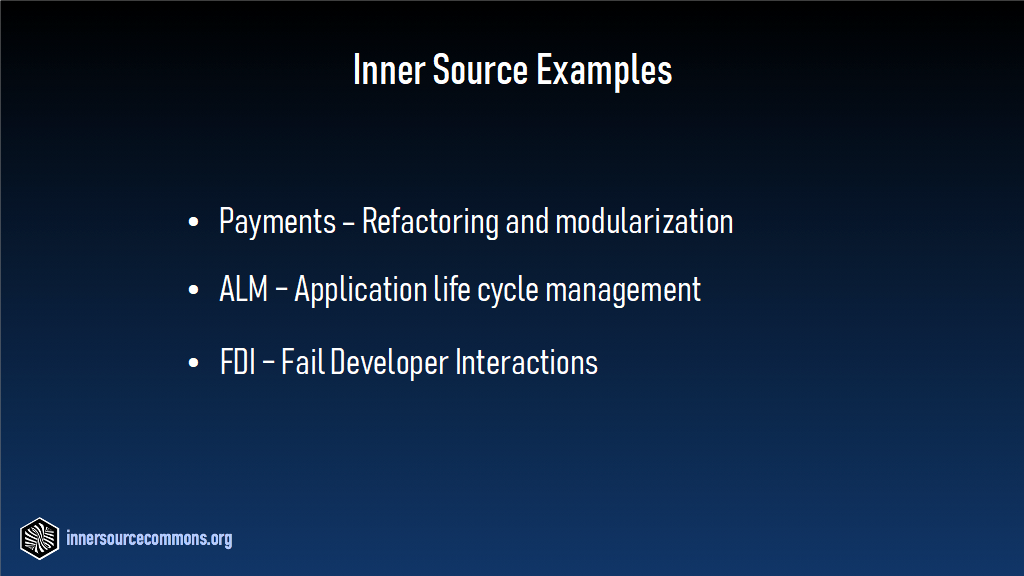 Inner Source Examples
• Payments – Refactoring and modularization
• ALM – Application life cycle management
• FDI – Fail Developer Interactions
innersourcecommons.org